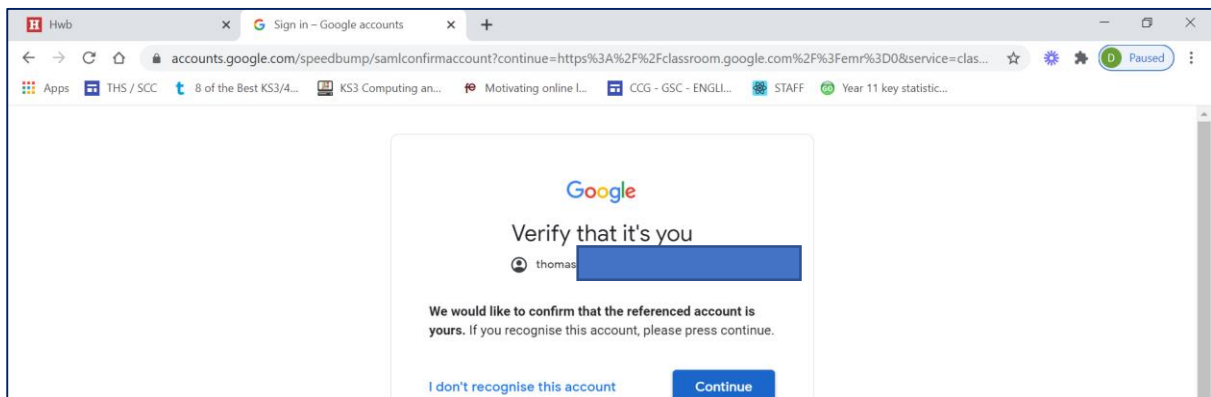 H Hwb
G Sign in – Google accounts
accounts.google.com/speedbump/samlconfirmaccount?continue=https%3A%2F%2Fclassroom.google.com%2F%3Femr%3D0&service=clas...
D Paused
Apps THS / SCC t 8 of the Best KS3/4... KS3 Computing an... fe Motivating online l... CCG - GSC - ENGLI... STAFF GO Year 11 key statistic...
Google
Verify that it's you
thomas
We would like to confirm that the referenced account is
yours. If you recognise this account, please press continue.
I don't recognise this account Continue